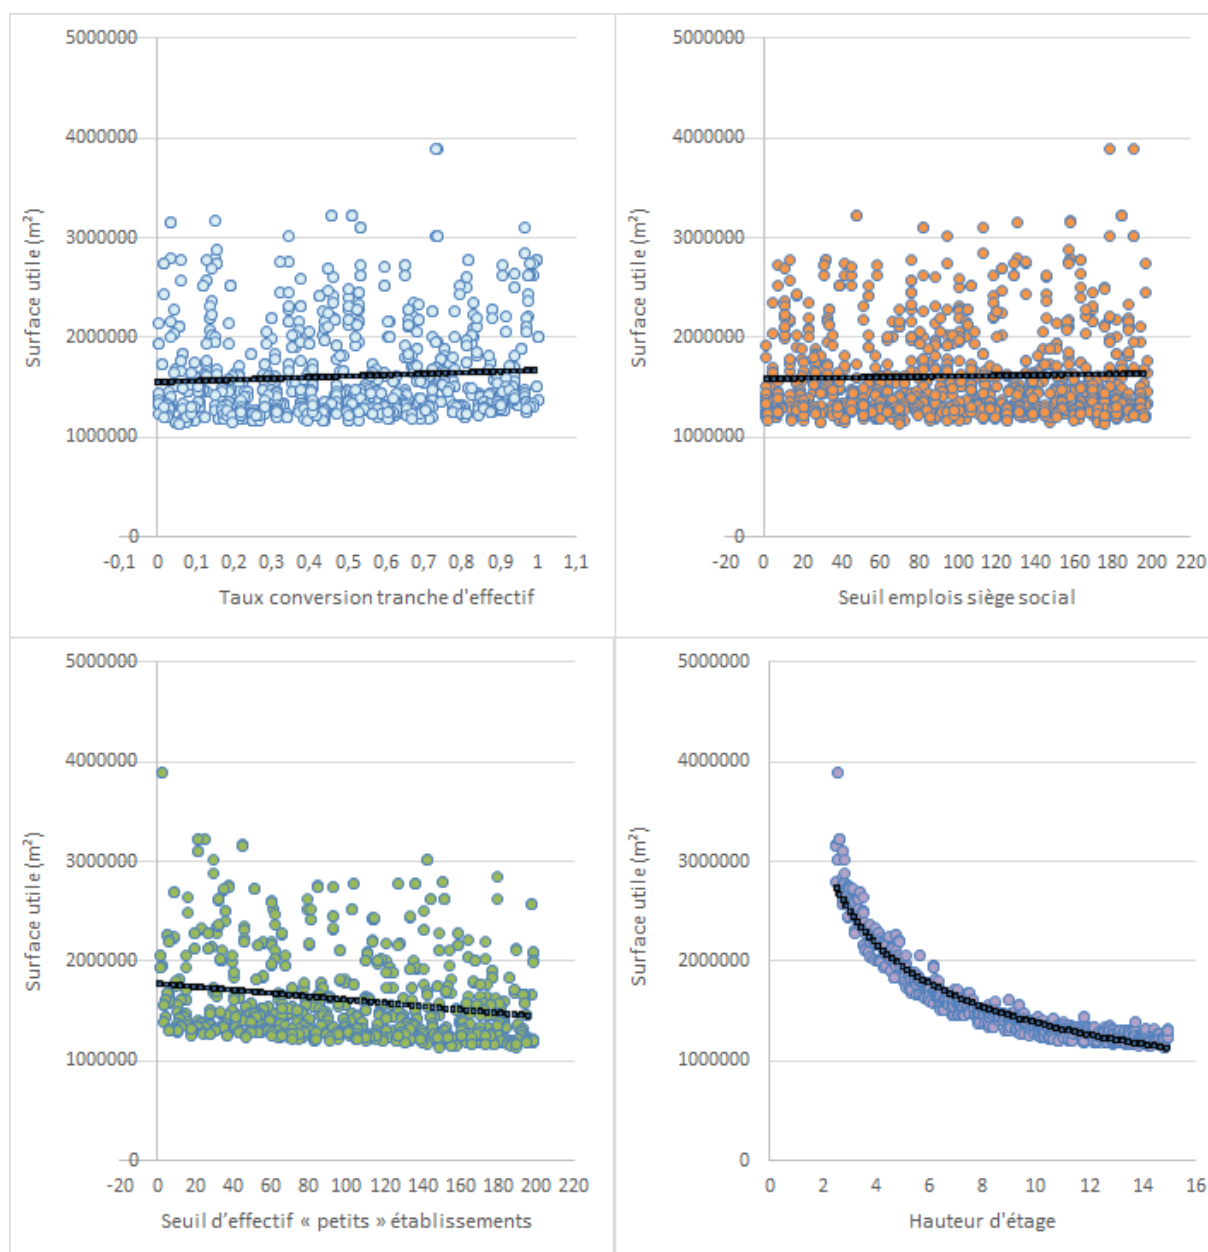 5000000
4000000
3000000
2000000
1000000
0
Surface utile (m²)
-0,1 0 0,1 0,2 0,3 0,4 0,5 0,6 0,7 0,8 0,9 1 1,1
Taux conversion tranche d'effectif
5000000
4000000
3000000
2000000
1000000
0
Surface utile (m²)
-20 0 20 40 60 80 100 120 140 160 180 200 220
Seuil emplois siège social
5000000
4000000
3000000
2000000
1000000
0
Surface utile (m²)
-20 0 20 40 60 80 100 120 140 160 180 200 220
Seuil d'effectif « petits » établissements
5000000
4000000
3000000
2000000
1000000
0
Surface utile (m²)
0 2 4 6 8 10 12 14 16
Hauteur d'étage